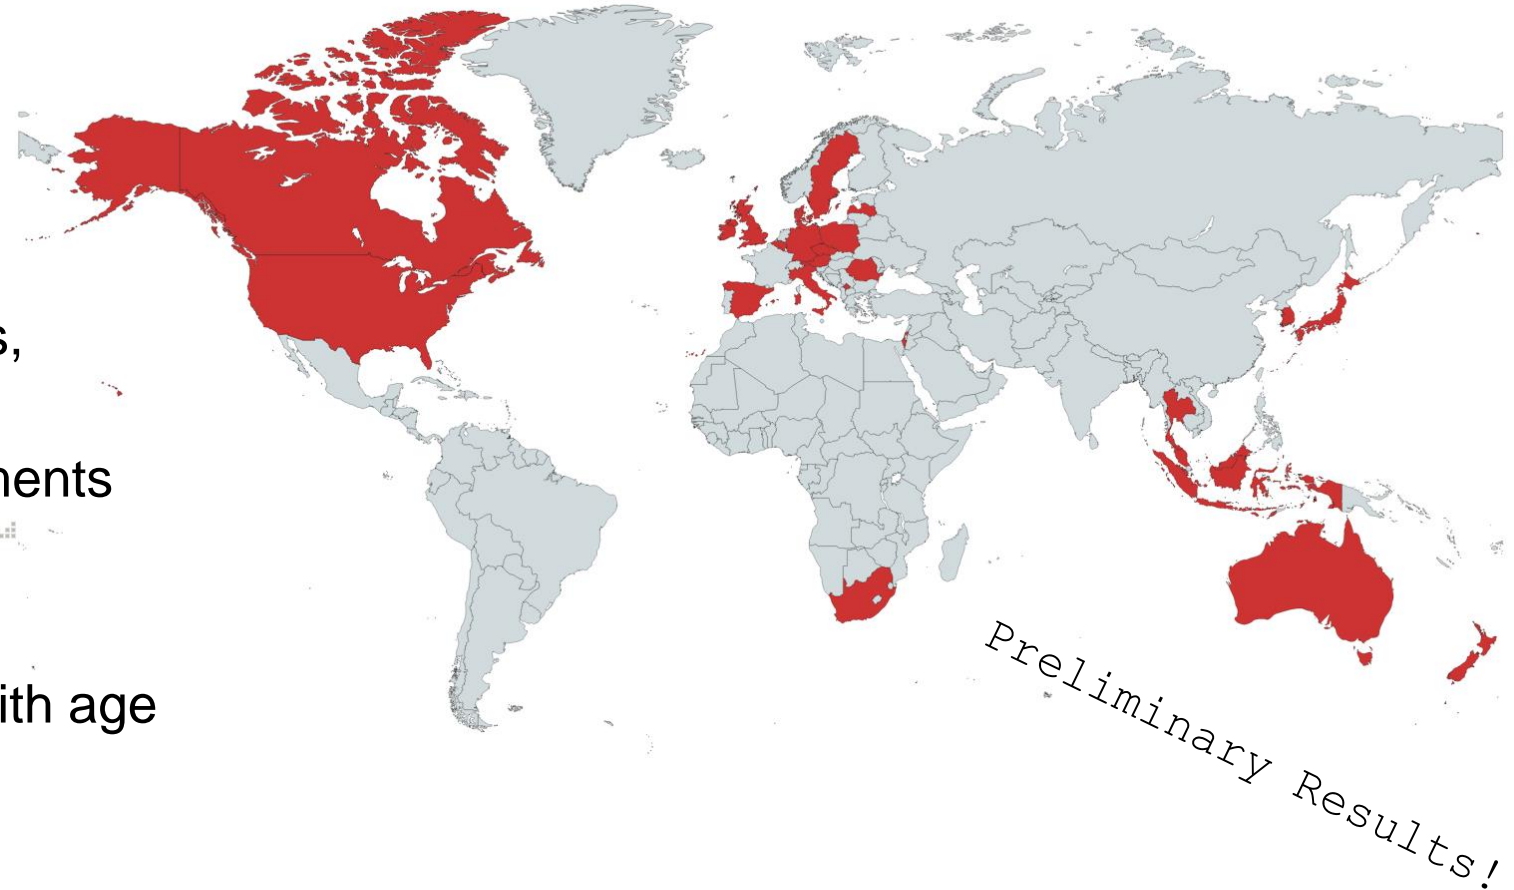 s,
nents
ith age
Preliminary Results!